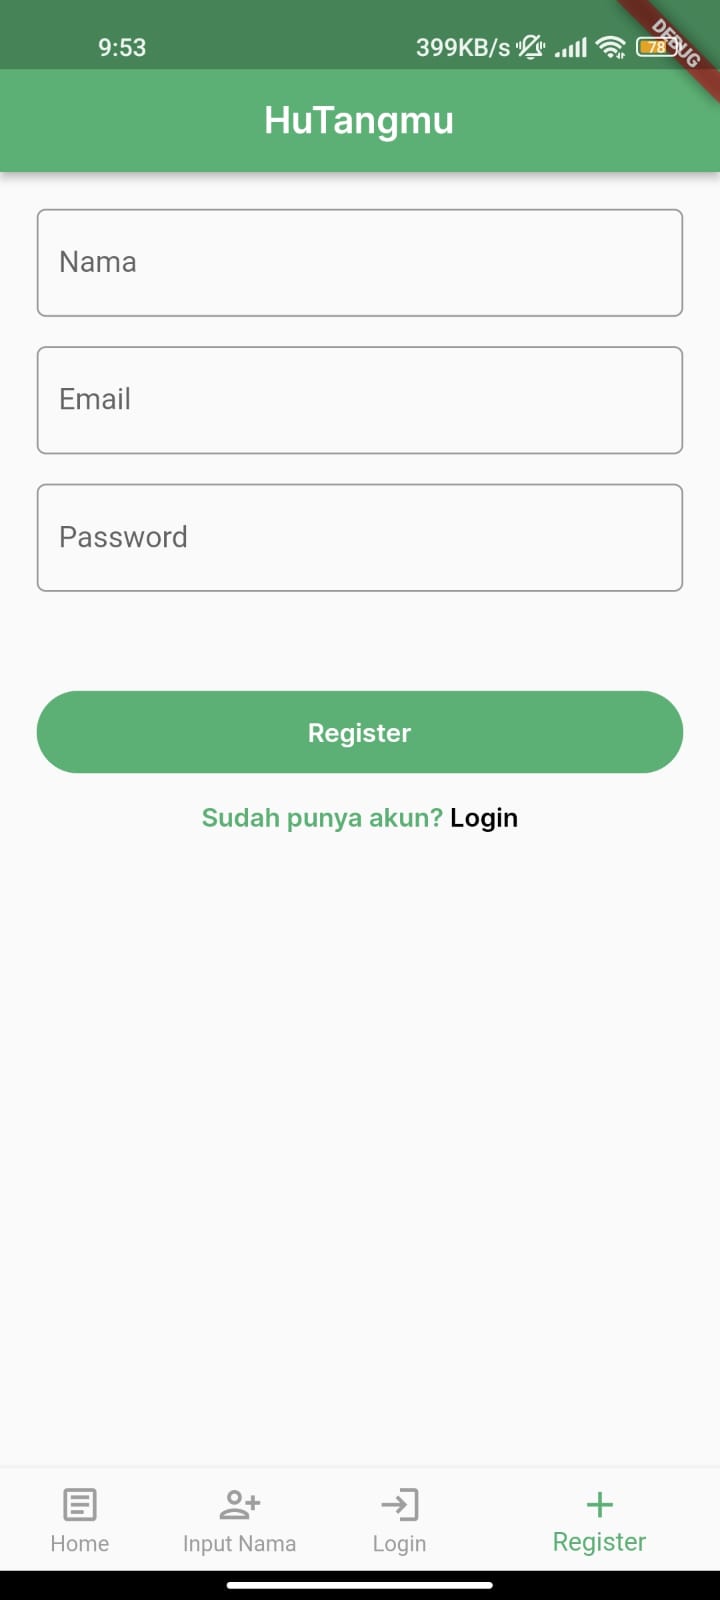 9:53
399KB/s
78
DEBUG
HuTangmu
Nama
Email
Password
Register
Sudah punya akun? Login
Home
Input Nama
Login
Register